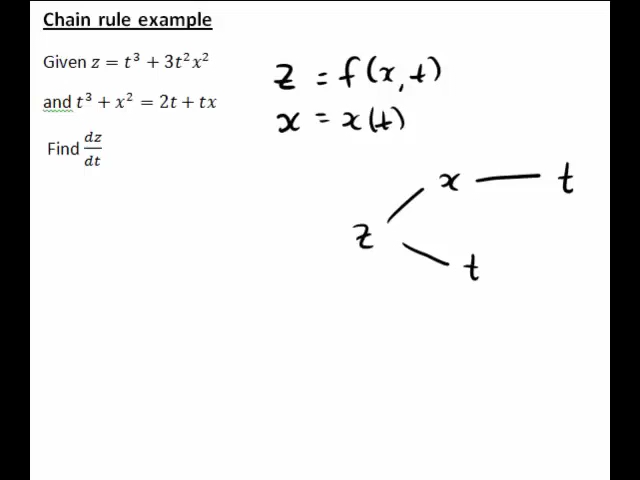 Chain rule example
Given z = t³ + 3t²x²
z = f(x, t)
and t³ + x² = 2t + tx
x = x(t)
Find dz/dt
x — t
z
t